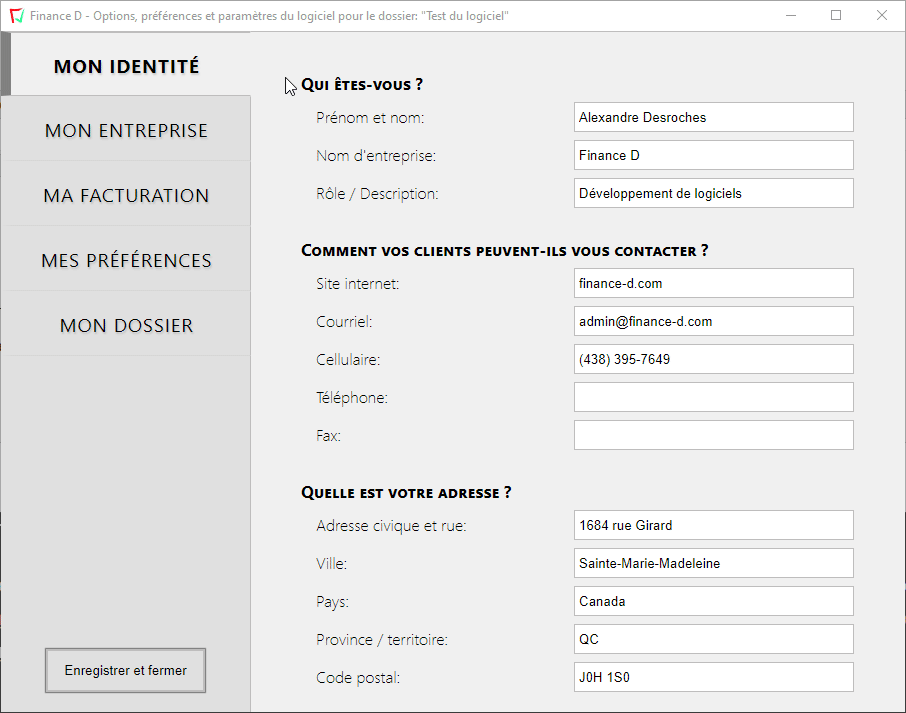 Finance D - Options, préférences et paramètres du logiciel pour le dossier: "Test du logiciel"
MON IDENTITÉ
MON ENTREPRISE
MA FACTURATION
MES PRÉFÉRENCES
MON DOSSIER
Enregistrer et fermer
Qui êtes-vous ?
Prénom et nom: Alexandre Desroches
Nom d'entreprise: Finance D
Rôle / Description: Développement de logiciels
Comment vos clients peuvent-ils vous contacter ?
Site internet: finance-d.com
Courriel: admin@finance-d.com
Cellulaire: (438) 395-7649
Téléphone:
Fax:
Quelle est votre adresse ?
Adresse civique et rue: 1684 rue Girard
Ville: Sainte-Marie-Madeleine
Pays: Canada
Province / territoire: QC
Code postal: J0H 1S0